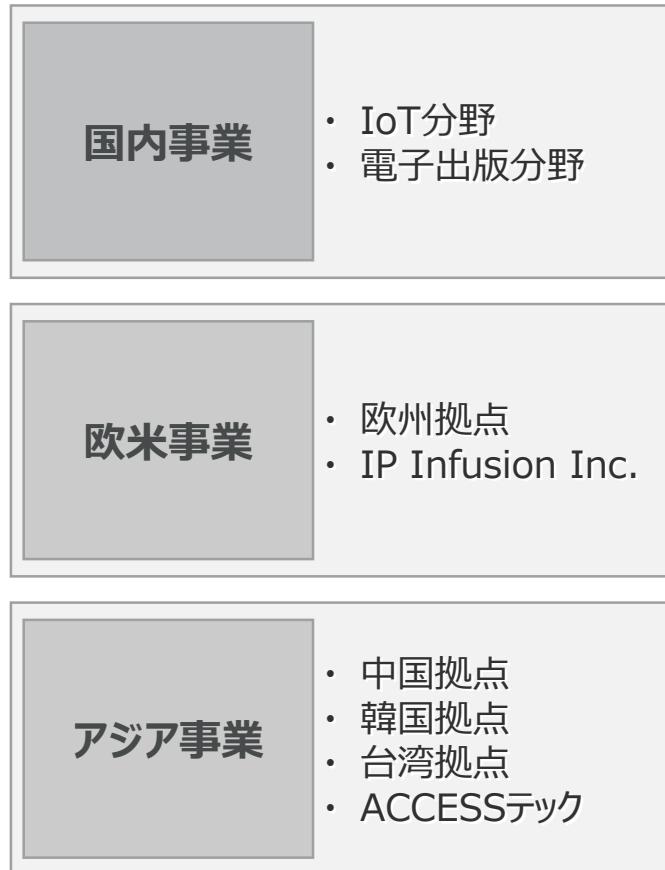 国内事業
・ IoT分野
・ 電子出版分野
欧米事業
・ 欧州拠点
・ IP Infusion Inc.
アジア事業
・ 中国拠点
・ 韓国拠点
・ 台湾拠点
・ ACCESSテック